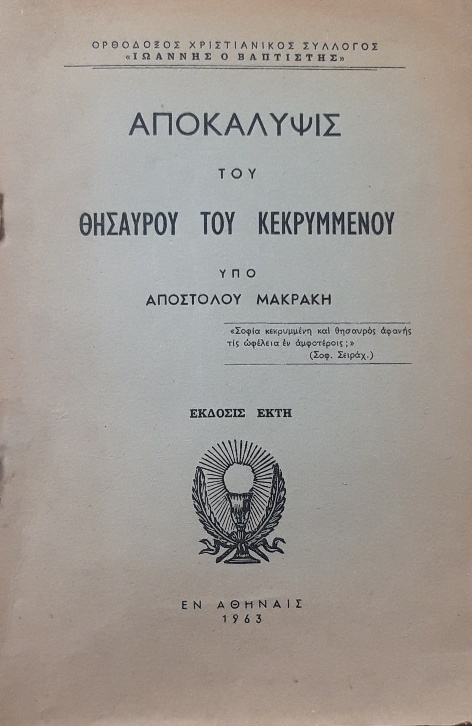 ΟΡΘΟΔΟΞΟΣ ΧΡΙΣΤΙΑΝΙΚΟΣ ΣΥΛΛΟΓΟΣ
«ΙΩΑΝΝΗΣ Ο ΒΑΠΤΙΣΤΗΣ»
ΑΠΟΚΑΛΥΨΙΣ
ΤΟΥ
ΘΗΣΑΥΡΟΥ ΤΟΥ ΚΕΚΡΥΜΜΕΝΟΥ
ΥΠΟ
ΑΠΟΣΤΟΛΟΥ ΜΑΚΡΑΚΗ
«Σοφία κεκρυμμένη καὶ θησαυρὸς ἀφανής
τίς ὠφέλεια ἐν ἀμφοτέροις;»
(Σοφ. Σειράχ.)
ΕΚΔΟΣΙΣ ΕΚΤΗ
ΕΝ ΑΘΗΝΑΙΣ
1963